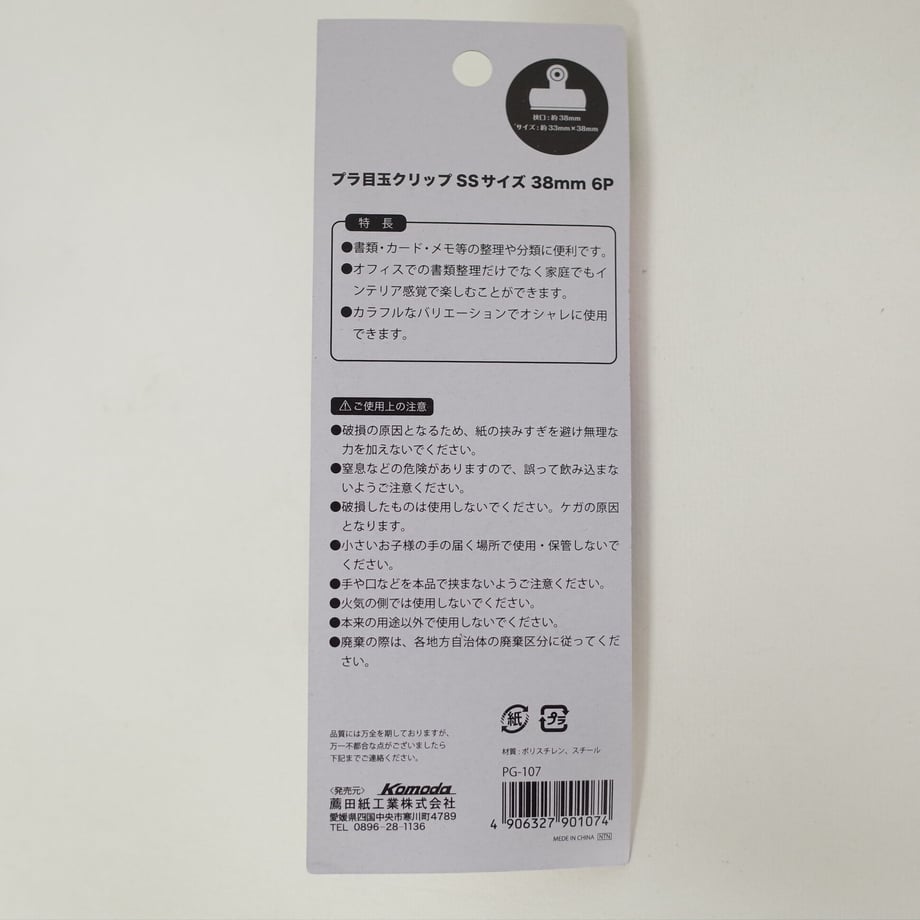 挟口:約38mm
サイズ:約33mm×38mm
プラ目玉クリップ SSサイズ 38mm 6P
特 長
●書類・カード・メモ等の整理や分類に便利です。
●オフィスでの書類整理だけでなく家庭でもイ
ンテリア感覚で楽しむことができます。
●カラフルなバリエーションでオシャレに使用
できます。
⚠ご使用上の注意
●破損の原因となるため、紙の挟みすぎを避け無理な
力を加えないでください。
●窒息などの危険がありますので、誤って飲み込まな
いようご注意ください。
●破損したものは使用しないでください。ケガの原因
となります。
●小さいお子様の手の届く場所で使用・保管しないで
ください。
●手や口などを本品で挟まないようご注意ください。
●火気の側では使用しないでください。
●本来の用途以外で使用しないでください。
●廃棄の際は、各地方自治体の廃棄区分に従ってくだ
さい。
紙 プラ
品質には万全を期しておりますが、
万一不都合な点がございましたら
下記までご連絡ください。
材質:ポリスチレン、スチール
PG-107
〈発売元〉 Komoda
薦田紙工業株式会社
愛媛県四国中央市寒川町4789
TEL 0896-28-1136
4 906327 901074
MADE IN CHINA NTN